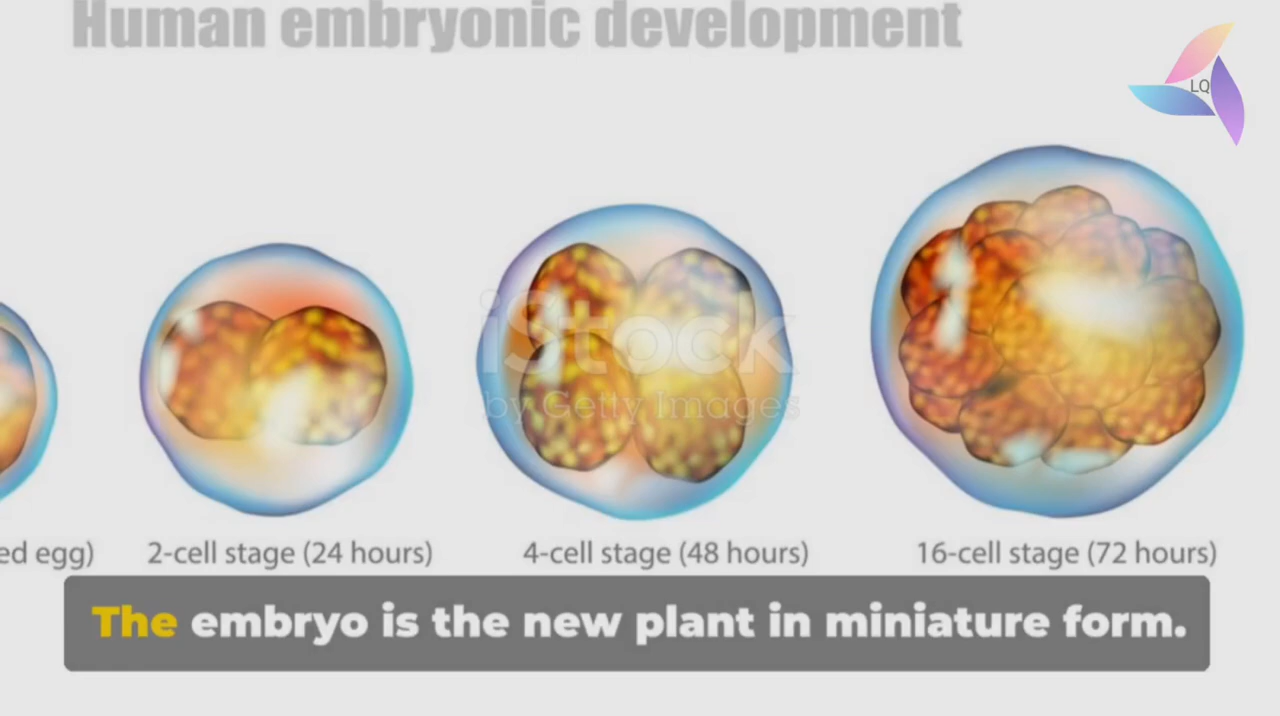 Human embryonic development
LQ
iStock
by Getty Images
ed egg)
2-cell stage (24 hours)
4-cell stage (48 hours)
16-cell stage (72 hours)
The embryo is the new plant in miniature form.